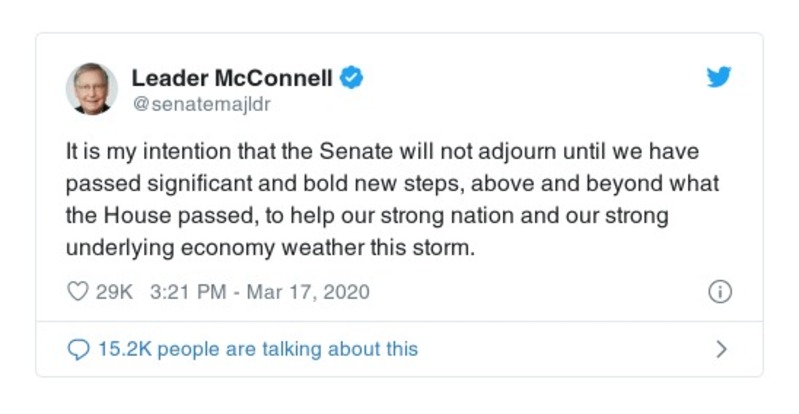 Leader McConnell
@senatemajldr
It is my intention that the Senate will not adjourn until we have
passed significant and bold new steps, above and beyond what
the House passed, to help our strong nation and our strong
underlying economy weather this storm.
29K 3:21 PM - Mar 17, 2020
15.2K people are talking about this